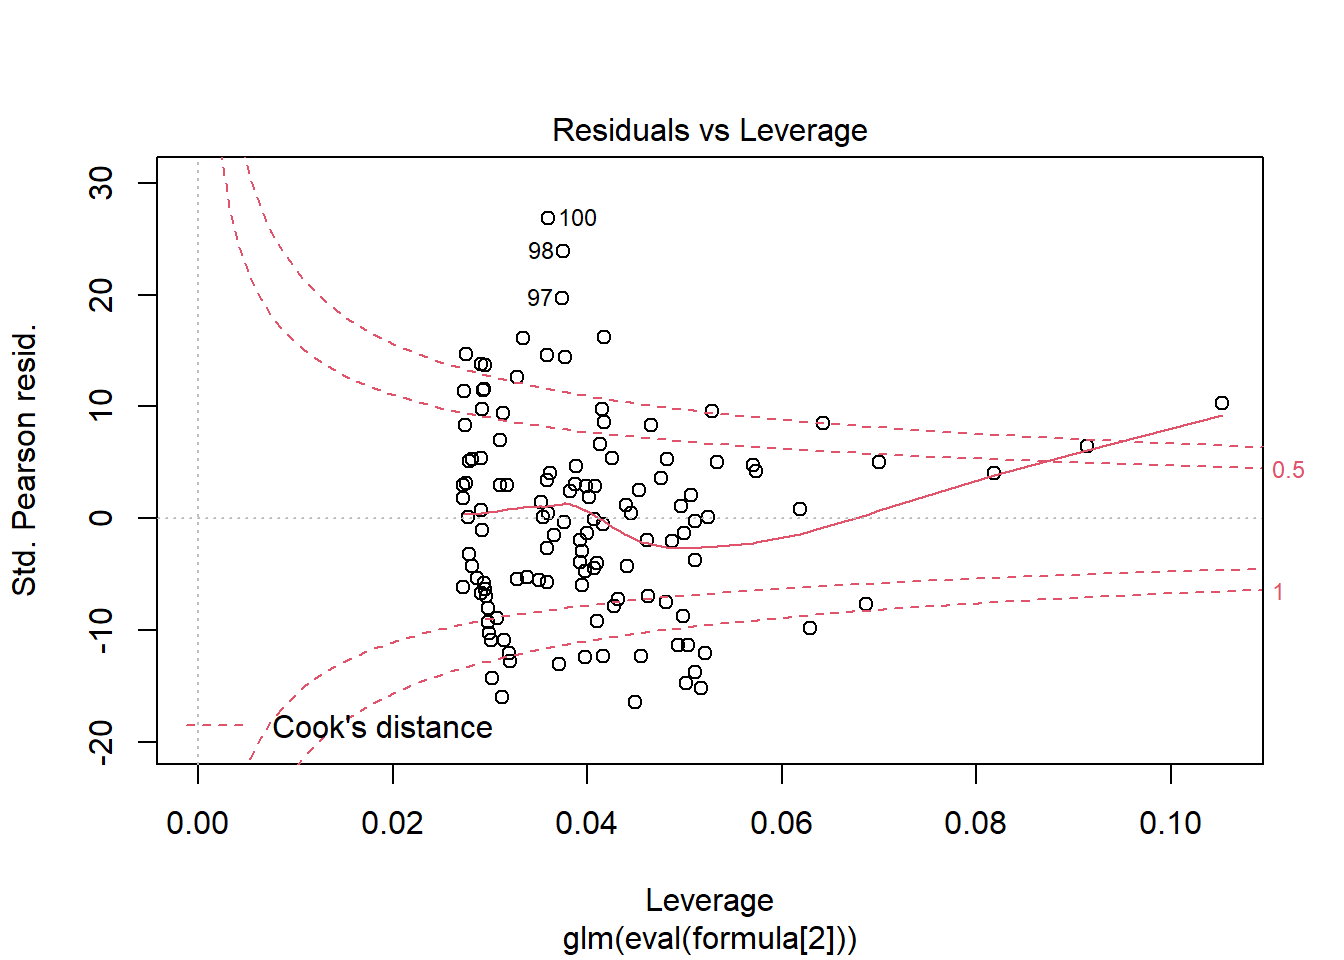 Residuals vs Leverage
Std. Pearson resid.
30
20
10
0
-10
-20
100
98
97
0.5
1
Cook's distance
0.00 0.02 0.04 0.06 0.08 0.10
Leverage
glm(eval(formula[2]))